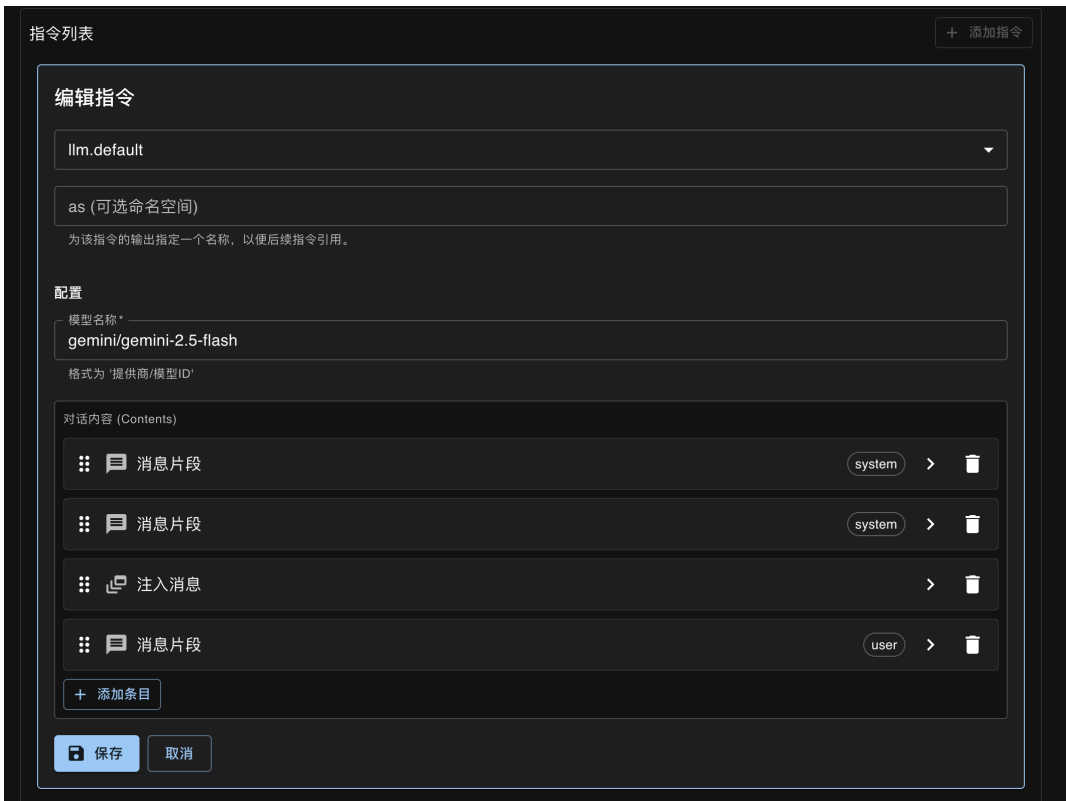 指令列表
添加指令
编辑指令
llm.default
as (可选命名空间)
为该指令的输出指定一个名称，以便后续指令引用。
配置
模型名称*
gemini/gemini-2.5-flash
格式为 '提供商/模型ID'
对话内容 (Contents)
消息片段 system
消息片段 system
注入消息
消息片段 user
添加条目
保存 取消